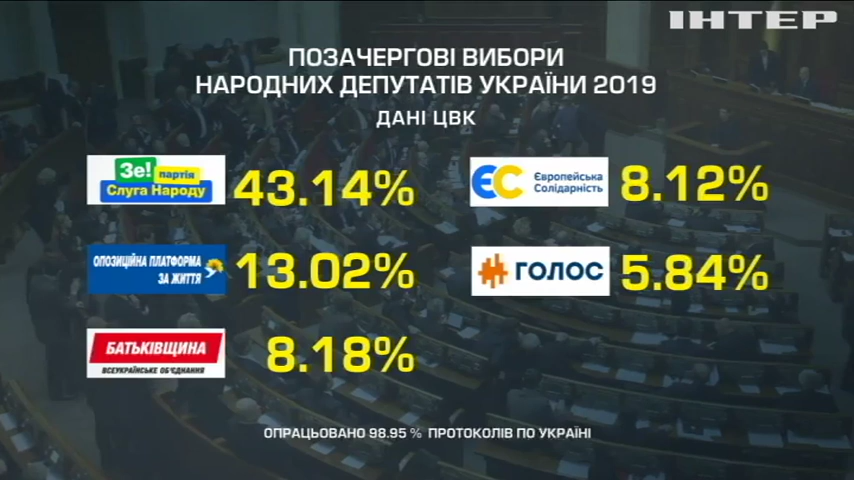 ІНТЕР
ПОЗАЧЕРГОВІ ВИБОРИ
НАРОДНИХ ДЕПУТАТІВ УКРАЇНИ 2019
ДАНІ ЦВК
Зе! партія
Слуга Народу
43.14%
ЄС Європейська
Солідарність
8.12%
ОПОЗИЦІЙНА ПЛАТФОРМА
ЗА ЖИТТЯ
13.02%
ГОЛОС
5.84%
БАТЬКІВЩИНА
ВСЕУКРАЇНСЬКЕ ОБ'ЄДНАННЯ
8.18%
ОПРАЦЬОВАНО 98.95 % ПРОТОКОЛІВ ПО УКРАЇНІ